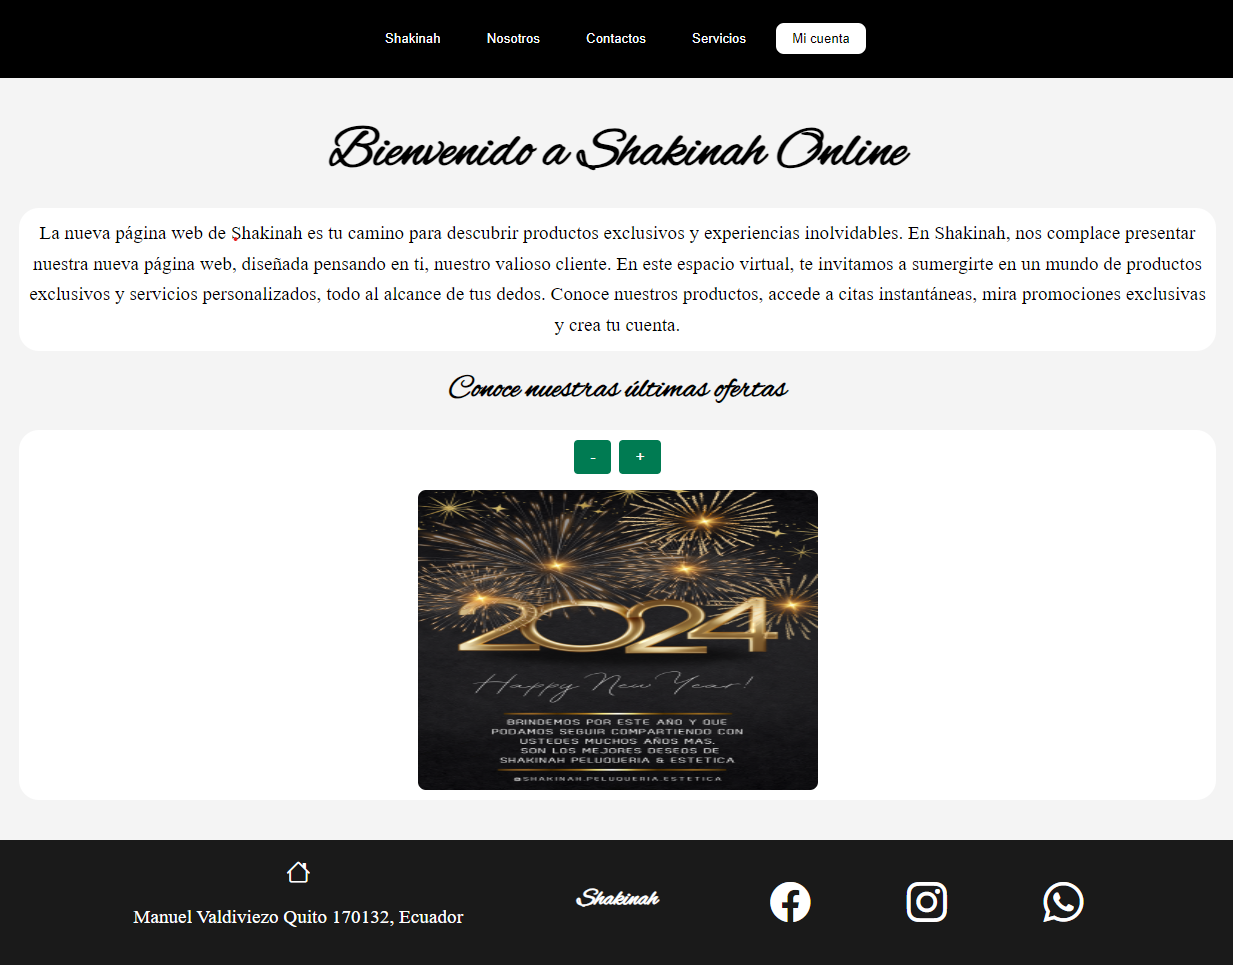 Shakinah Nosotros Contactos Servicios Mi cuenta
Bienvenido a Shakinah Online
La nueva página web de Shakinah es tu camino para descubrir productos exclusivos y experiencias inolvidables. En Shakinah, nos complace presentar
nuestra nueva página web, diseñada pensando en ti, nuestro valioso cliente. En este espacio virtual, te invitamos a sumergirte en un mundo de productos
exclusivos y servicios personalizados, todo al alcance de tus dedos. Conoce nuestros productos, accede a citas instantáneas, mira promociones exclusivas
y crea tu cuenta.
Conoce nuestras últimas ofertas
- +
2024
Happy New Year!
BRINDEMOS POR ESTE AÑO Y QUE
PODAMOS SEGUIR COMPARTIENDO CON
USTEDES MUCHOS AÑOS MAS.
SON LOS MEJORES DESEOS DE
SHAKINAH PELUQUERIA & ESTETICA
@SHAKINAH.PELUQUERIA.ESTETICA
Manuel Valdiviezo Quito 170132, Ecuador
Shakinah